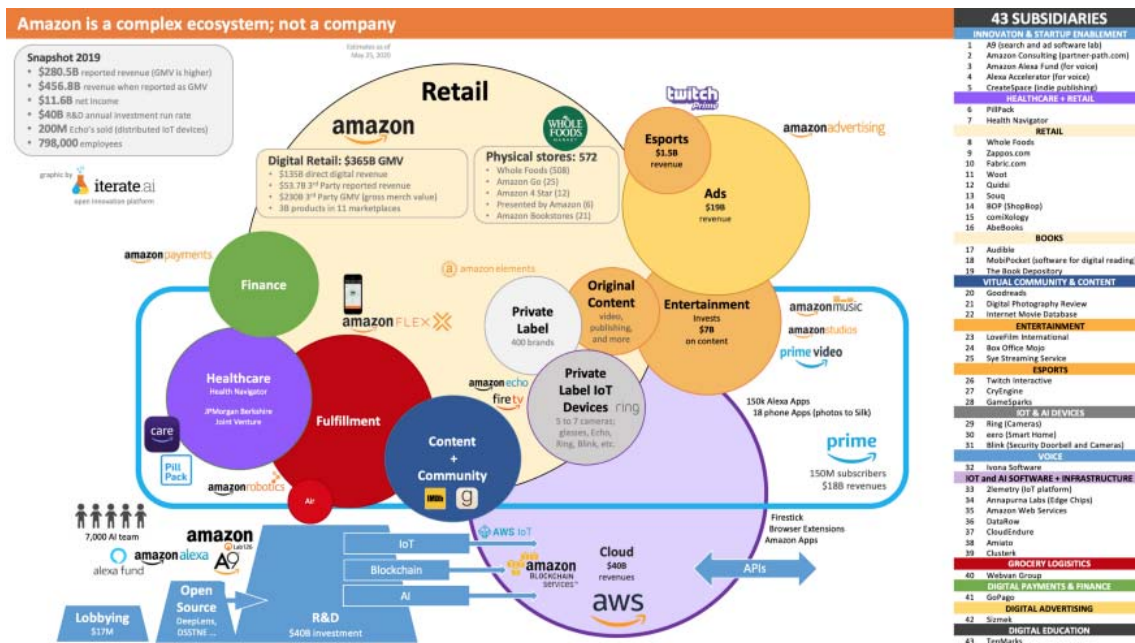 Amazon is a complex ecosystem; not a company
Estimates as of
May 25, 2020
Snapshot 2019
• $280.5B reported revenue (GMV is higher)
• $456.8B revenue when reported as GMV
• $11.6B net Income
• $40B R&D annual investment run rate
• 200M Echo's sold (distributed IoT devices)
• 798,000 employees
graphic by
iterate.ai
open innovation platform
Retail
amazon
WHOLE
FOODS
MARKET
Digital Retail: $365B GMV
• $135B direct digital revenue
• $53.7B 3rd Party reported revenue
• $230B 3rd Party GMV (gross merch value)
• 3B products in 11 marketplaces
Physical stores: 572
• Whole Foods (508)
• Amazon Go (25)
• Amazon 4 Star (12)
• Presented by Amazon (6)
• Amazon Bookstores (21)
twitch
prime
Esports
$1.5B
revenue
amazonadvertising
Ads
$19B
revenue
amazonpayments
Finance
amazon FLEX
a amazon elements
Private
Label
400 brands
Original
Content
video,
publishing,
and more
Entertainment
Invests
$7B
on content
amazonmusic
amazonstudios
prime video
Healthcare
Health Navigator
JPMorgan Berkshire
Joint Venture
care
Pill
Pack
Fulfillment
amazonrobotics
Air
amazon echo
firetv
Private
Label IoT
Devices
ring
5 to 7 cameras;
glesses, Echo,
Ring, Blink, etc.
Content
+
Community
IMDb
g
150k Alexa Apps
18 phone Apps (photos to Silk)
prime
150M subscribers
$18B revenues
7,000 AI team
alexa fund
amazon alexa
amazon
Lab126
A9
Lobbying
$17M
Open
Source
DeepLens,
DSSTNE ...
R&D
$40B investment
IoT
Blockchain
AI
AWS IoT
amazon
BLOCKCHAIN
services™
Cloud
$40B
revenues
aws
Firestick
Browser Extensions
Amazon Apps
APIs
43 SUBSIDIARIES
INNOVATON & STARTUP ENABLEMENT
1 A9 (search and ad software lab)
2 Amazon Consulting (partner-path.com)
3 Amazon Alexa Fund (for voice)
4 Alexa Accelerator (for voice)
5 CreateSpace (indie publishing)
HEALTHCARE + RETAIL
6 PillPack
7 Health Navigator
RETAIL
8 Whole Foods
9 Zappos.com
10 Fabric.com
11 Woot
12 Quidsi
13 Souq
14 BOP (ShopBop)
15 comiXology
16 AbeBooks
BOOKS
17 Audible
18 MobiPocket (software for digital reading)
19 The Book Depository
VITUAL COMMUNITY & CONTENT
20 Goodreads
21 Digital Photography Review
22 Internet Movie Database
ENTERTAINMENT
23 LoveFilm International
24 Box Office Mojo
25 Sye Streaming Service
ESPORTS
26 Twitch Interactive
27 CryEngine
28 GameSparks
IOT & AI DEVICES
29 Ring (Cameras)
30 eero (Smart Home)
31 Blink (Security Doorbell and Cameras)
VOICE
32 Ivona Software
IOT and AI SOFTWARE + INFRASTRUCTURE
33 2lemetry (IoT platform)
34 Annapurna Labs (Edge Chips)
35 Amazon Web Services
36 DataRow
37 CloudEndure
38 Amiato
39 Clusterk
GROCERY LOGISITICS
40 Webvan Group
DIGITAL PAYMENTS & FINANCE
41 GoPago
DIGITAL ADVERTISING
42 Sizmek
DIGITAL EDUCATION
43 TenMarks